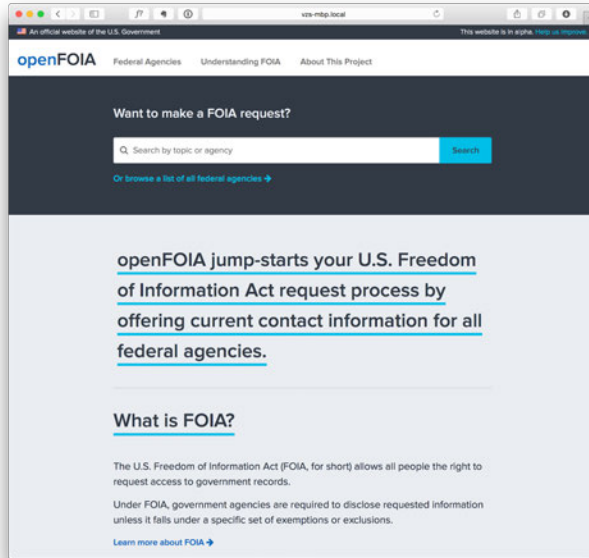 vzs-mbp.local
An official website of the U.S. Government
This website is in alpha. Help us improve.
openFOIA
Federal Agencies
Understanding FOIA
About This Project
Want to make a FOIA request?
Search by topic or agency
Search
Or browse a list of all federal agencies →
openFOIA jump-starts your U.S. Freedom
of Information Act request process by
offering current contact information for all
federal agencies.
What is FOIA?
The U.S. Freedom of Information Act (FOIA, for short) allows all people the right to
request access to government records.
Under FOIA, government agencies are required to disclose requested information
unless it falls under a specific set of exemptions or exclusions.
Learn more about FOIA →